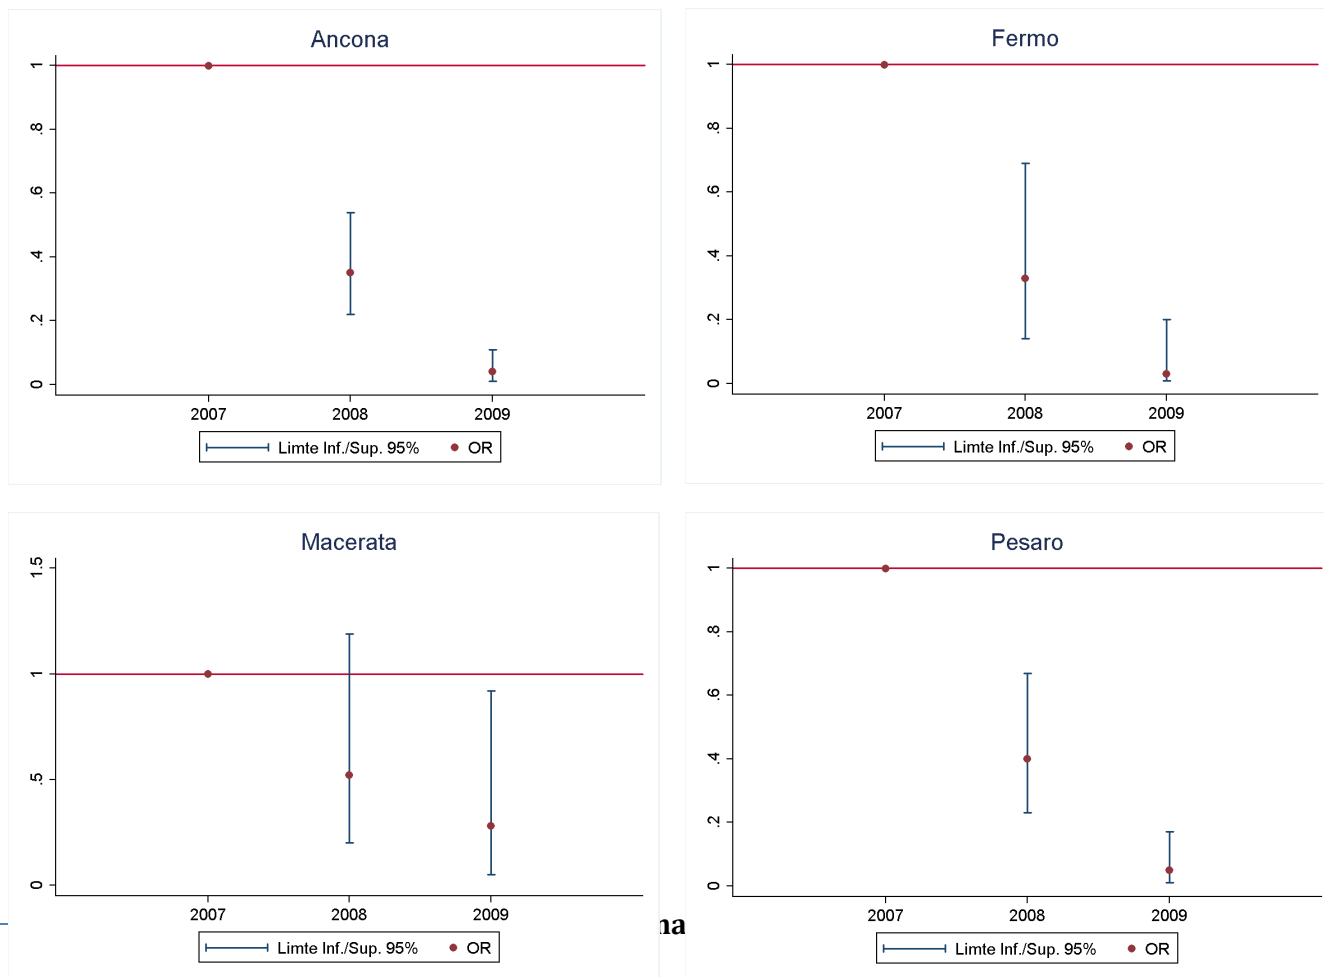 Ancona
1
.8
.6
.4
.2
0
2007 2008 2009
Limte Inf./Sup. 95% OR
Fermo
1
.8
.6
.4
.2
0
2007 2008 2009
Limte Inf./Sup. 95% OR
Macerata
1.5
1
.5
0
2007 2008 2009
Limte Inf./Sup. 95% OR
Pesaro
1
.8
.6
.4
.2
0
2007 2008 2009
Limte Inf./Sup. 95% OR
na